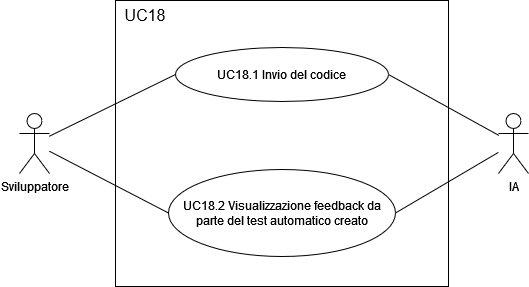 UC18
UC18.1 Invio del codice
Sviluppatore
IA
UC18.2 Visualizzazione feedback da
parte del test automatico creato